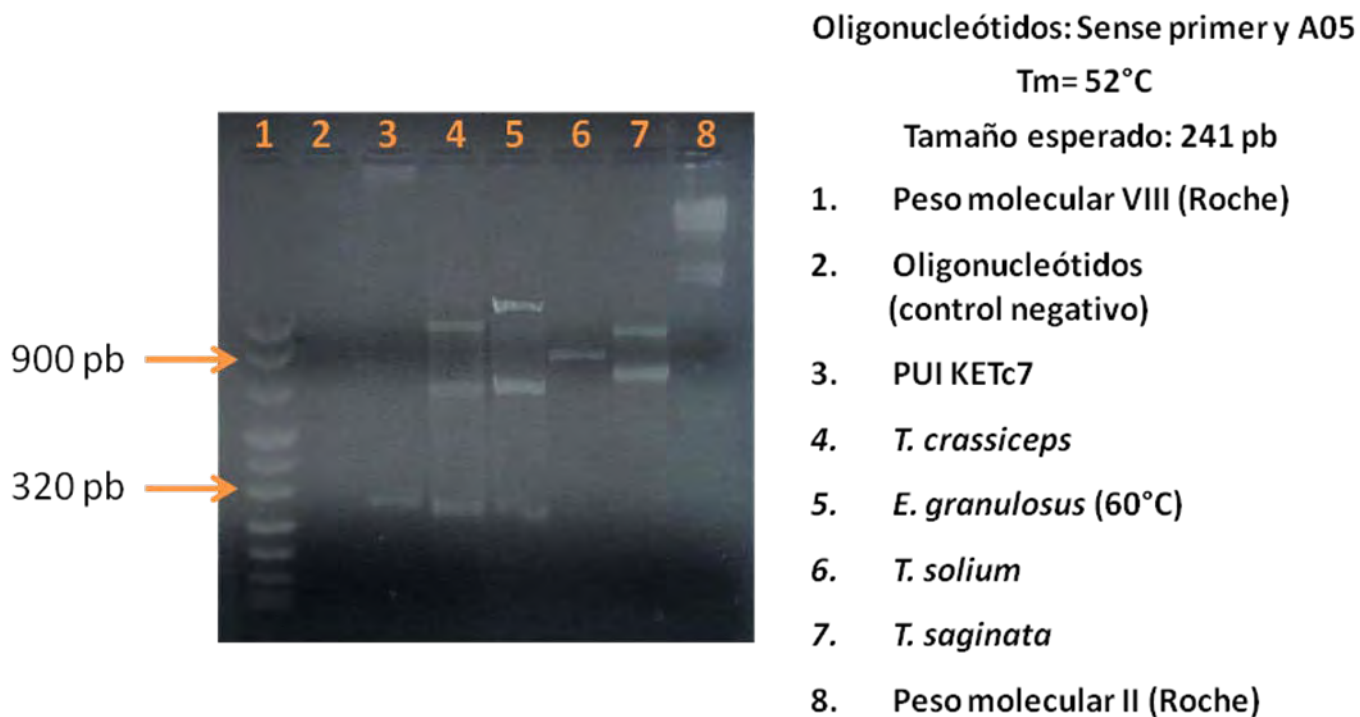 Oligonucleótidos: Sense primer y A05
Tm= 52°C
Tamaño esperado: 241 pb
1 2 3 4 5 6 7 8
900 pb
320 pb
1. Peso molecular VIII (Roche)
2. Oligonucleótidos
(control negativo)
3. PUI KETc7
4. T. crassiceps
5. E. granulosus (60°C)
6. T. solium
7. T. saginata
8. Peso molecular II (Roche)